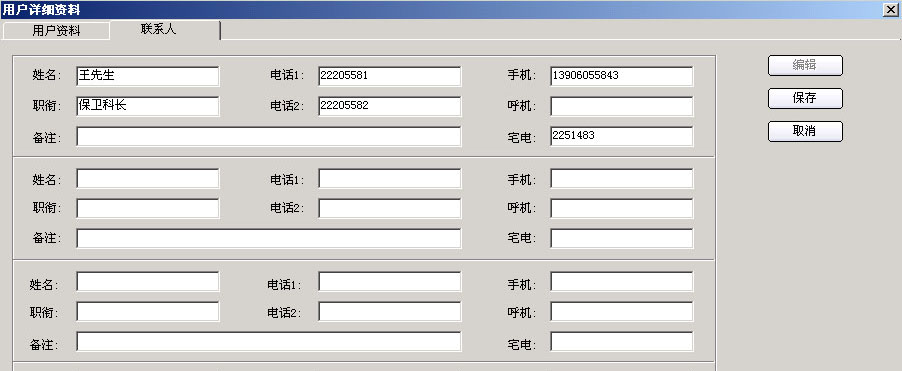 用户详细资料
用户资料 联系人
姓名: 王先生 电话1: 22205581 手机: 13906055843 编辑
职衔: 保卫科长 电话2: 22205582 呼机: 保存
备注: 宅电: 2251483 取消
姓名: 电话1: 手机:
职衔: 电话2: 呼机:
备注: 宅电:
姓名: 电话1: 手机:
职衔: 电话2: 呼机:
备注: 宅电: